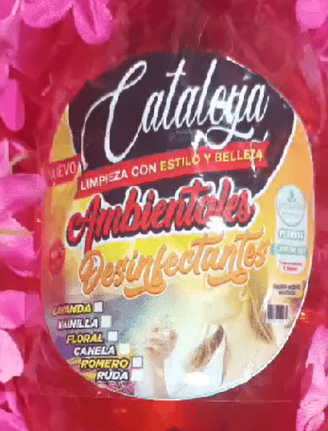 Cataleya
NUEVO
LIMPIEZA CON ESTILO Y BELLEZA
Ambientales
Desinfectantes
LAVANDA
VAINILLA
FLORAL
CANELA
ROMERO
RUDA